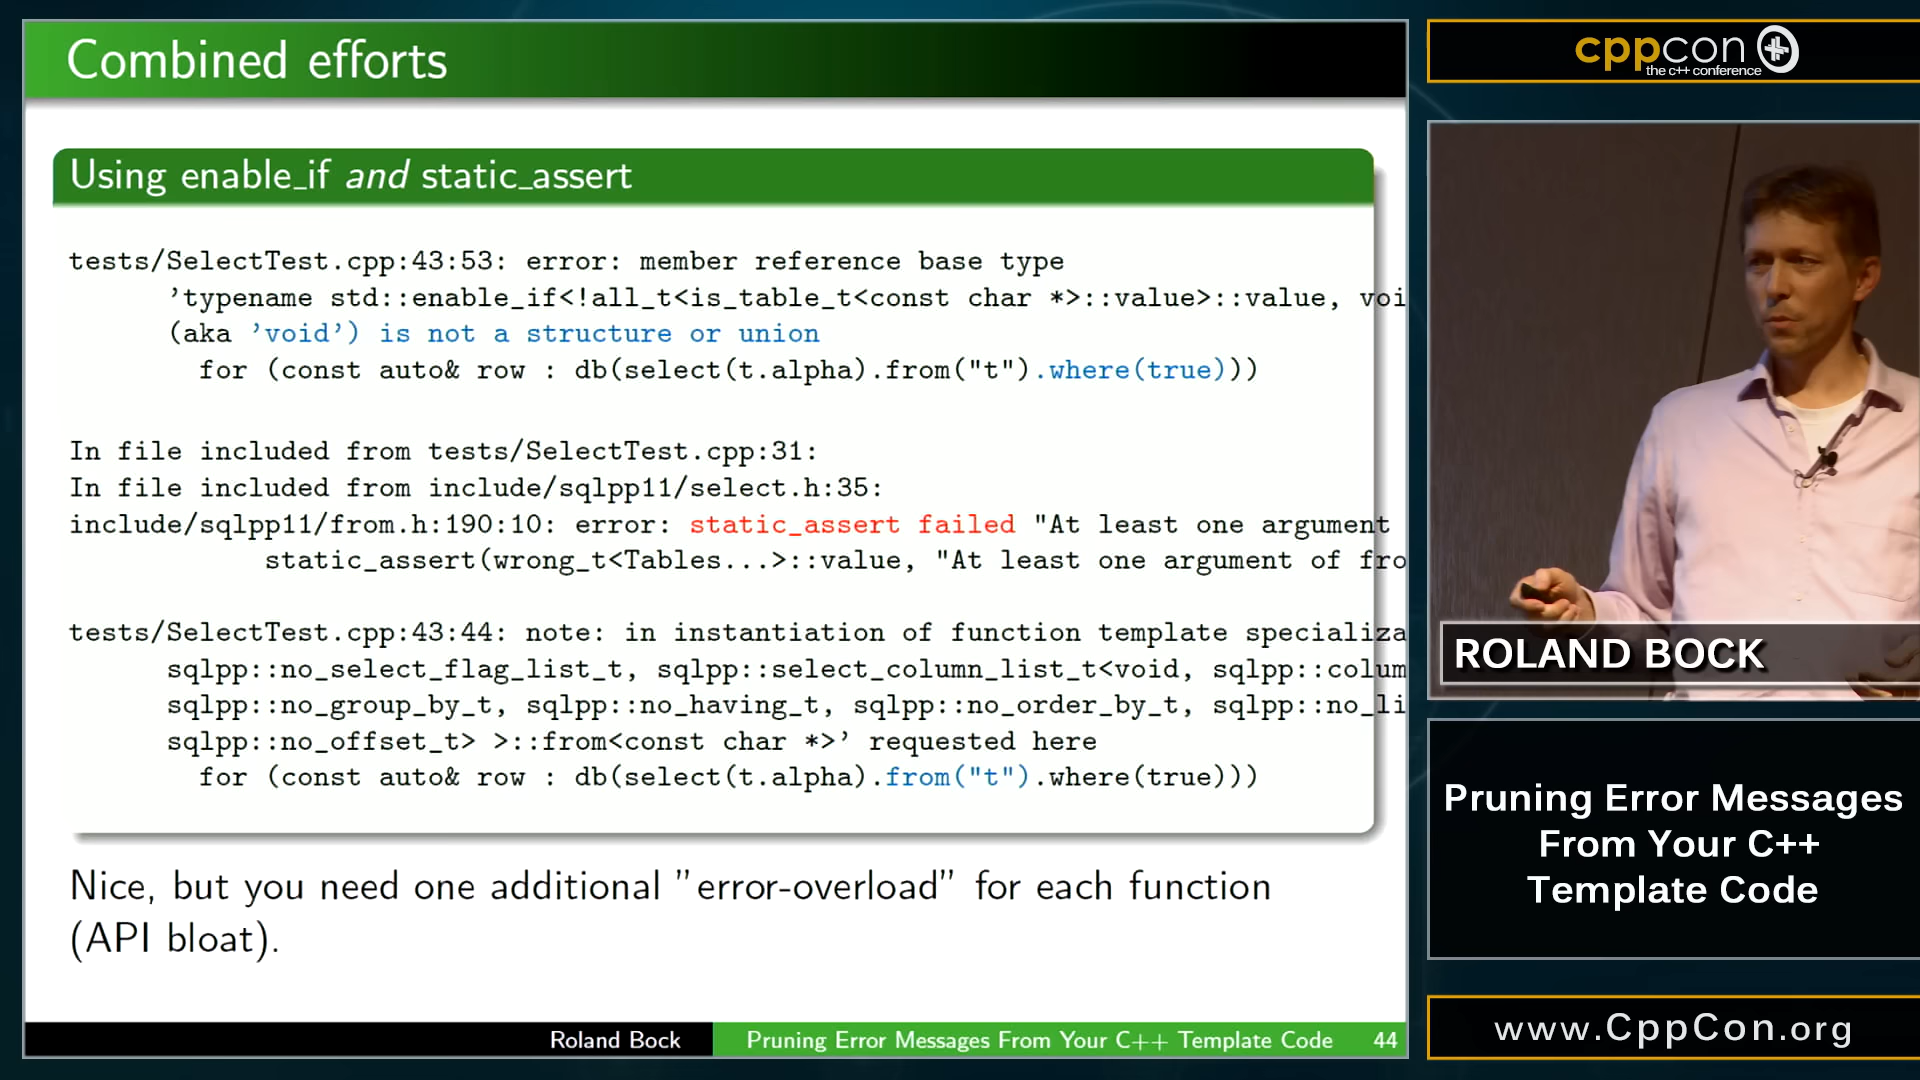 Combined efforts
Using enable_if and static_assert
tests/SelectTest.cpp:43:53: error: member reference base type
’typename std::enable_if<!all_t<is_table_t<const char *>::value>::value, voi
(aka ’void’) is not a structure or union
for (const auto& row : db(select(t.alpha).from("t").where(true)))
In file included from tests/SelectTest.cpp:31:
In file included from include/sqlpp11/select.h:35:
include/sqlpp11/from.h:190:10: error: static_assert failed "At least one argument
static_assert(wrong_t<Tables...>::value, "At least one argument of fro
tests/SelectTest.cpp:43:44: note: in instantiation of function template specializa
sqlpp::no_select_flag_list_t, sqlpp::select_column_list_t<void, sqlpp::colum
sqlpp::no_group_by_t, sqlpp::no_having_t, sqlpp::no_order_by_t, sqlpp::no_li
sqlpp::no_offset_t> >::from<const char *>’ requested here
for (const auto& row : db(select(t.alpha).from("t").where(true)))
Nice, but you need one additional ”error-overload” for each function
(API bloat).
Roland Bock
Pruning Error Messages From Your C++ Template Code 44
cppcon
the c++ conference
ROLAND BOCK
Pruning Error Messages
From Your C++
Template Code
www.CppCon.org